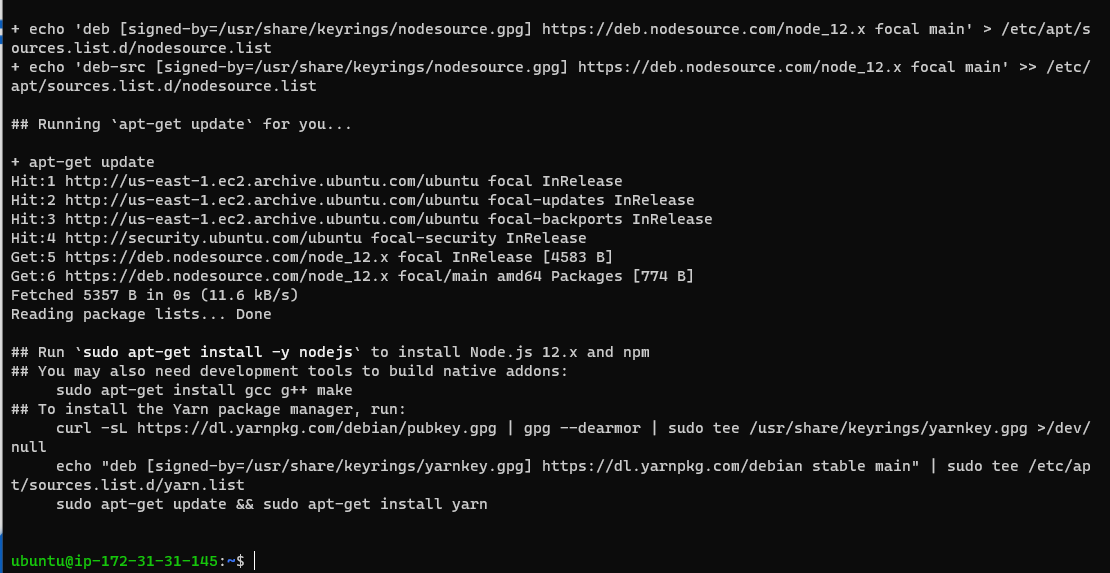 + echo 'deb [signed-by=/usr/share/keyrings/nodesource.gpg] https://deb.nodesource.com/node_12.x focal main' > /etc/apt/s
ources.list.d/nodesource.list
+ echo 'deb-src [signed-by=/usr/share/keyrings/nodesource.gpg] https://deb.nodesource.com/node_12.x focal main' >> /etc/
apt/sources.list.d/nodesource.list

## Running `apt-get update` for you...

+ apt-get update
Hit:1 http://us-east-1.ec2.archive.ubuntu.com/ubuntu focal InRelease
Hit:2 http://us-east-1.ec2.archive.ubuntu.com/ubuntu focal-updates InRelease
Hit:3 http://us-east-1.ec2.archive.ubuntu.com/ubuntu focal-backports InRelease
Hit:4 http://security.ubuntu.com/ubuntu focal-security InRelease
Get:5 https://deb.nodesource.com/node_12.x focal InRelease [4583 B]
Get:6 https://deb.nodesource.com/node_12.x focal/main amd64 Packages [774 B]
Fetched 5357 B in 0s (11.6 kB/s)
Reading package lists... Done

## Run `sudo apt-get install -y nodejs` to install Node.js 12.x and npm
## You may also need development tools to build native addons:
     sudo apt-get install gcc g++ make
## To install the Yarn package manager, run:
     curl -sL https://dl.yarnpkg.com/debian/pubkey.gpg | gpg --dearmor | sudo tee /usr/share/keyrings/yarnkey.gpg >/dev/
null
     echo "deb [signed-by=/usr/share/keyrings/yarnkey.gpg] https://dl.yarnpkg.com/debian stable main" | sudo tee /etc/ap
t/sources.list.d/yarn.list
     sudo apt-get update && sudo apt-get install yarn

ubuntu@ip-172-31-31-145:~$